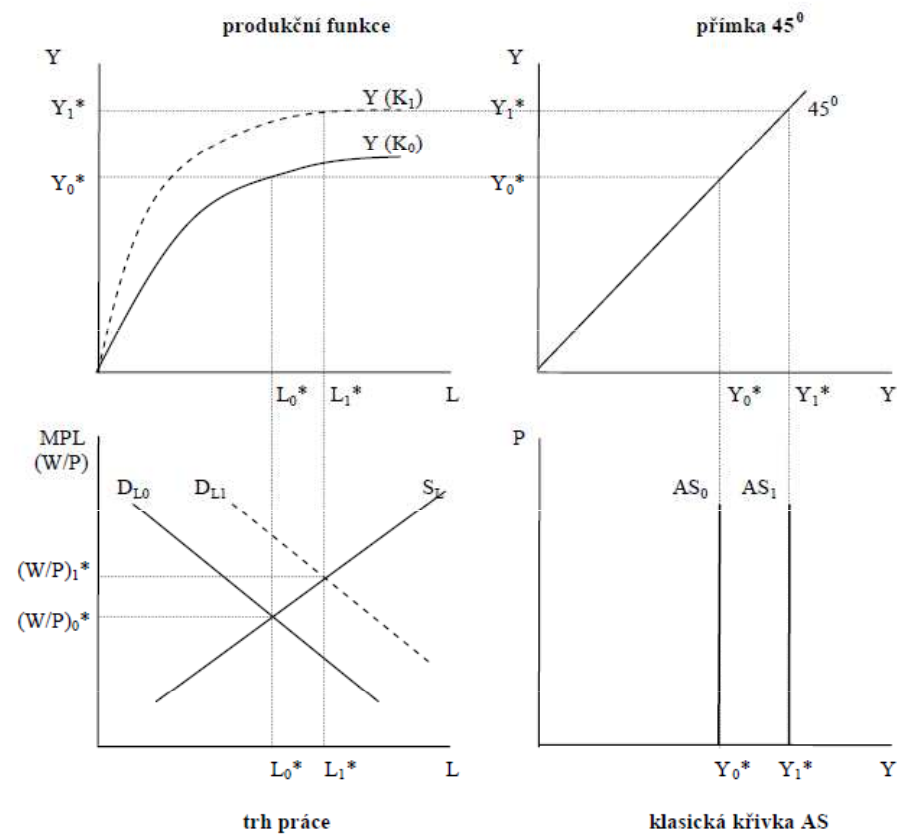 produkční funkce
přímka 45⁰
Y
Y₁*
Y (K₁)
Y (K₀)
Y₀*
L₀*
L₁*
L
Y
Y₁*
45⁰
Y₀*
Y₀*
Y₁*
Y
MPL
(W/P)
D_L0
D_L1
S_L
(W/P)₁*
(W/P)₀*
L₀*
L₁*
L
trh práce
P
AS₀
AS₁
Y₀*
Y₁*
Y
klasická křivka AS